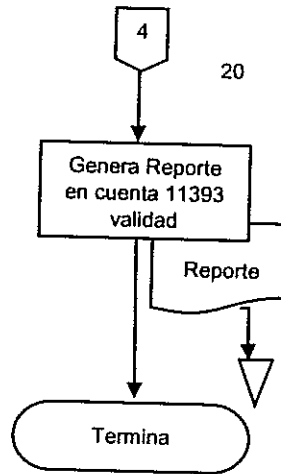 4
20
Genera Reporte
en cuenta 11393
validad
Reporte
Termina